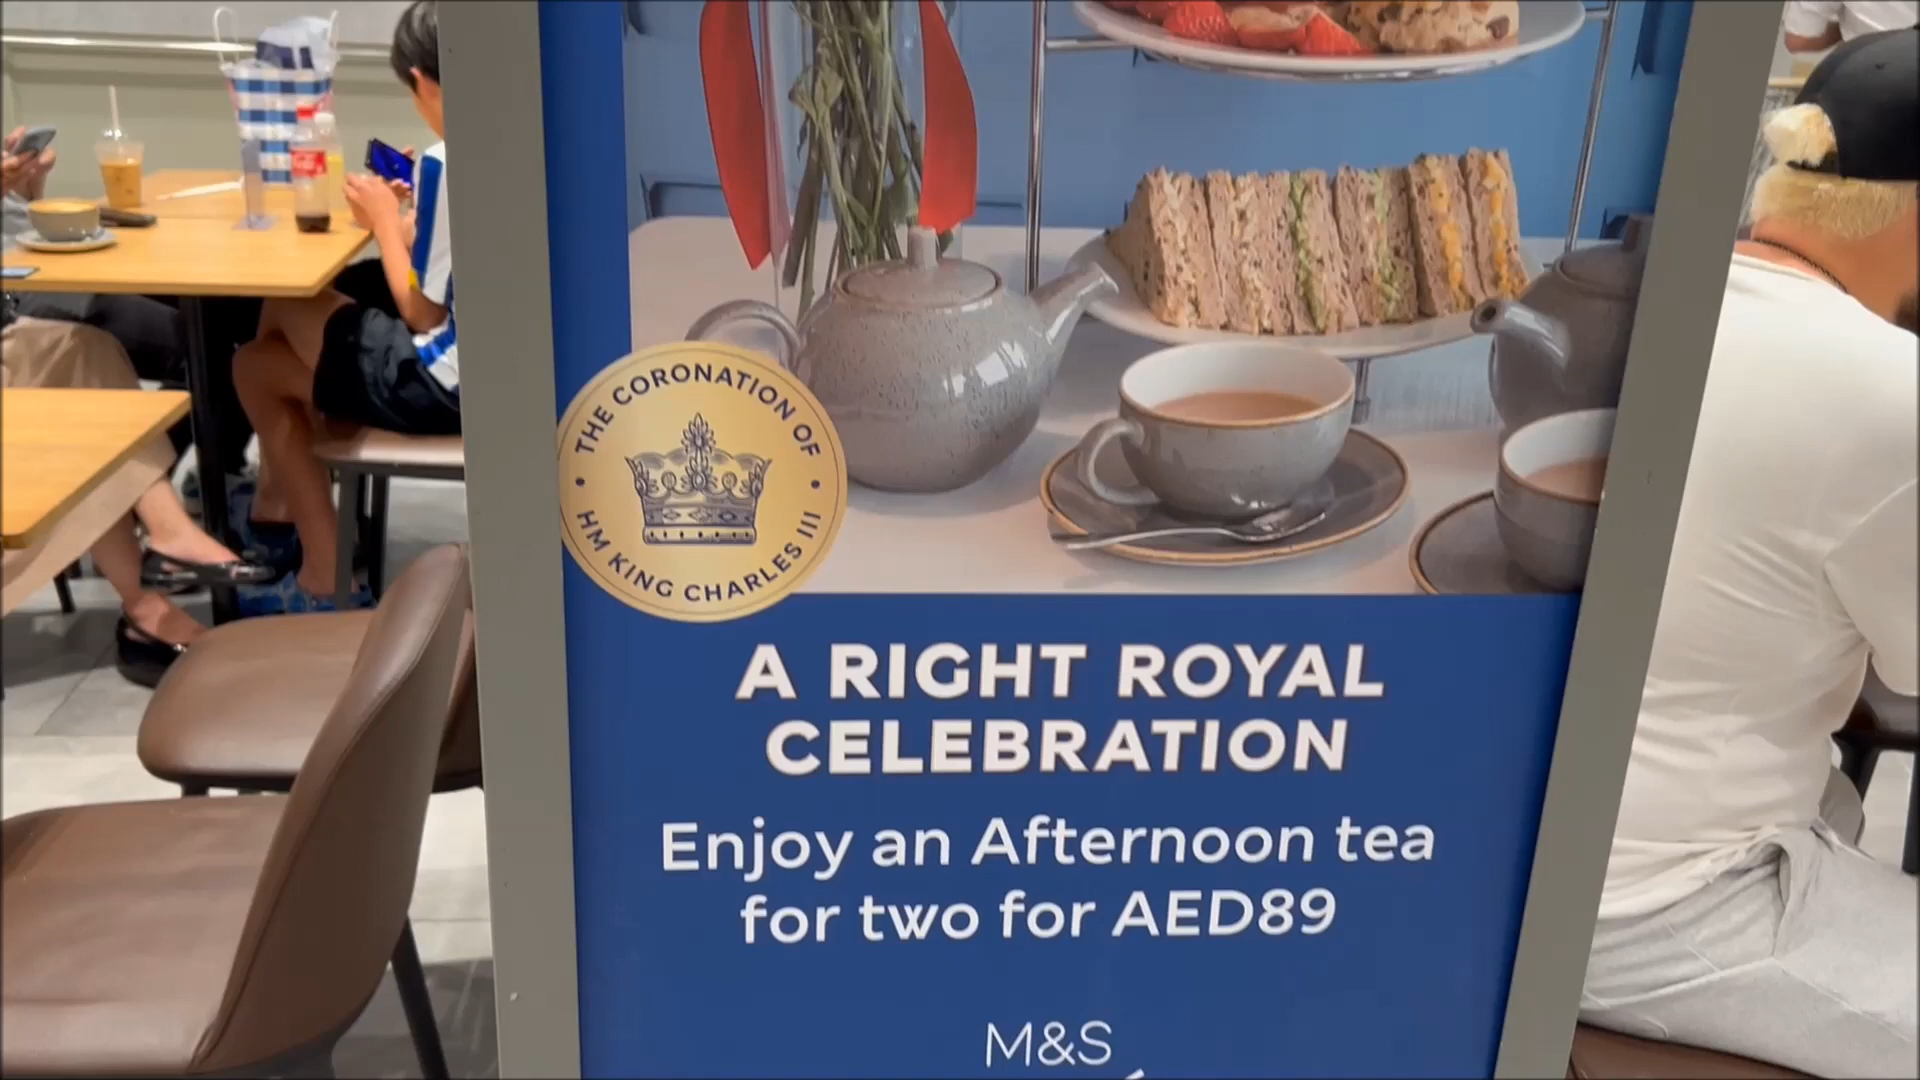 THE CORONATION OF
HM KING CHARLES III
A RIGHT ROYAL
CELEBRATION
Enjoy an Afternoon tea
for two for AED89
M&S